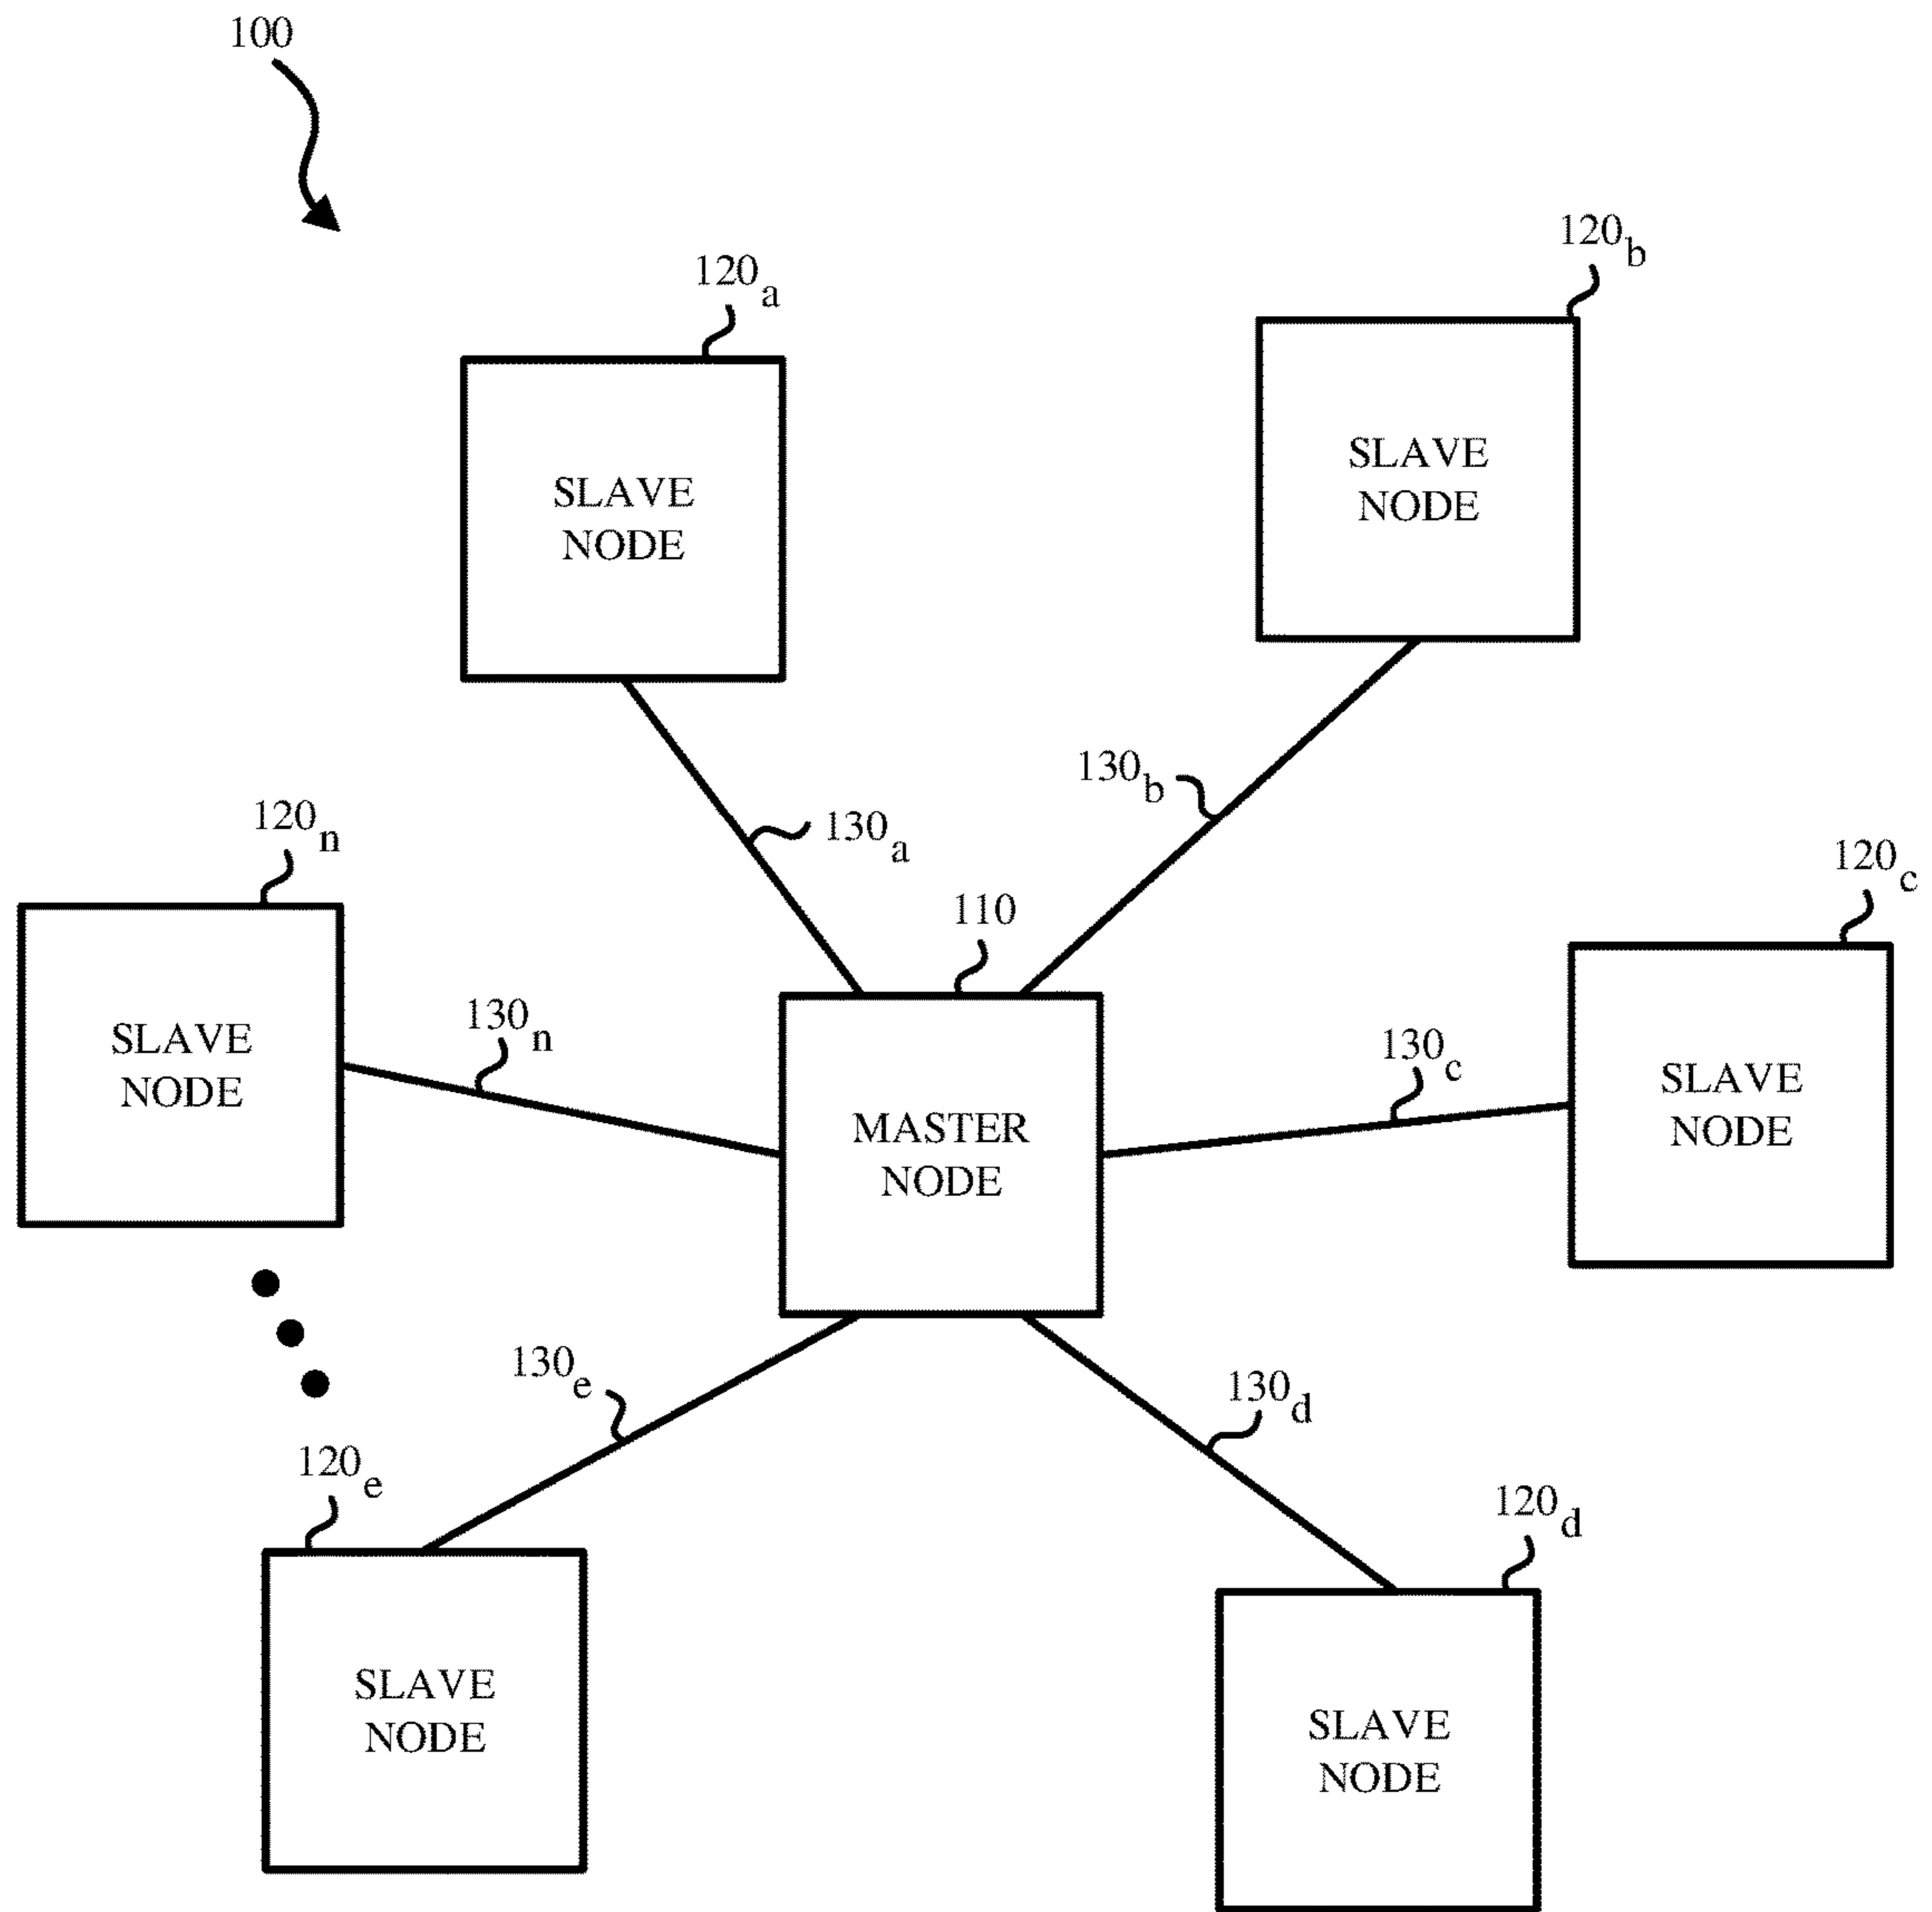 100
120b
120a
SLAVE
NODE
SLAVE
NODE
130b
120n
130a
120c
110
130n
SLAVE
NODE
130c
SLAVE
NODE
MASTER
NODE
130e
130d
120e
120d
SLAVE
NODE
SLAVE
NODE